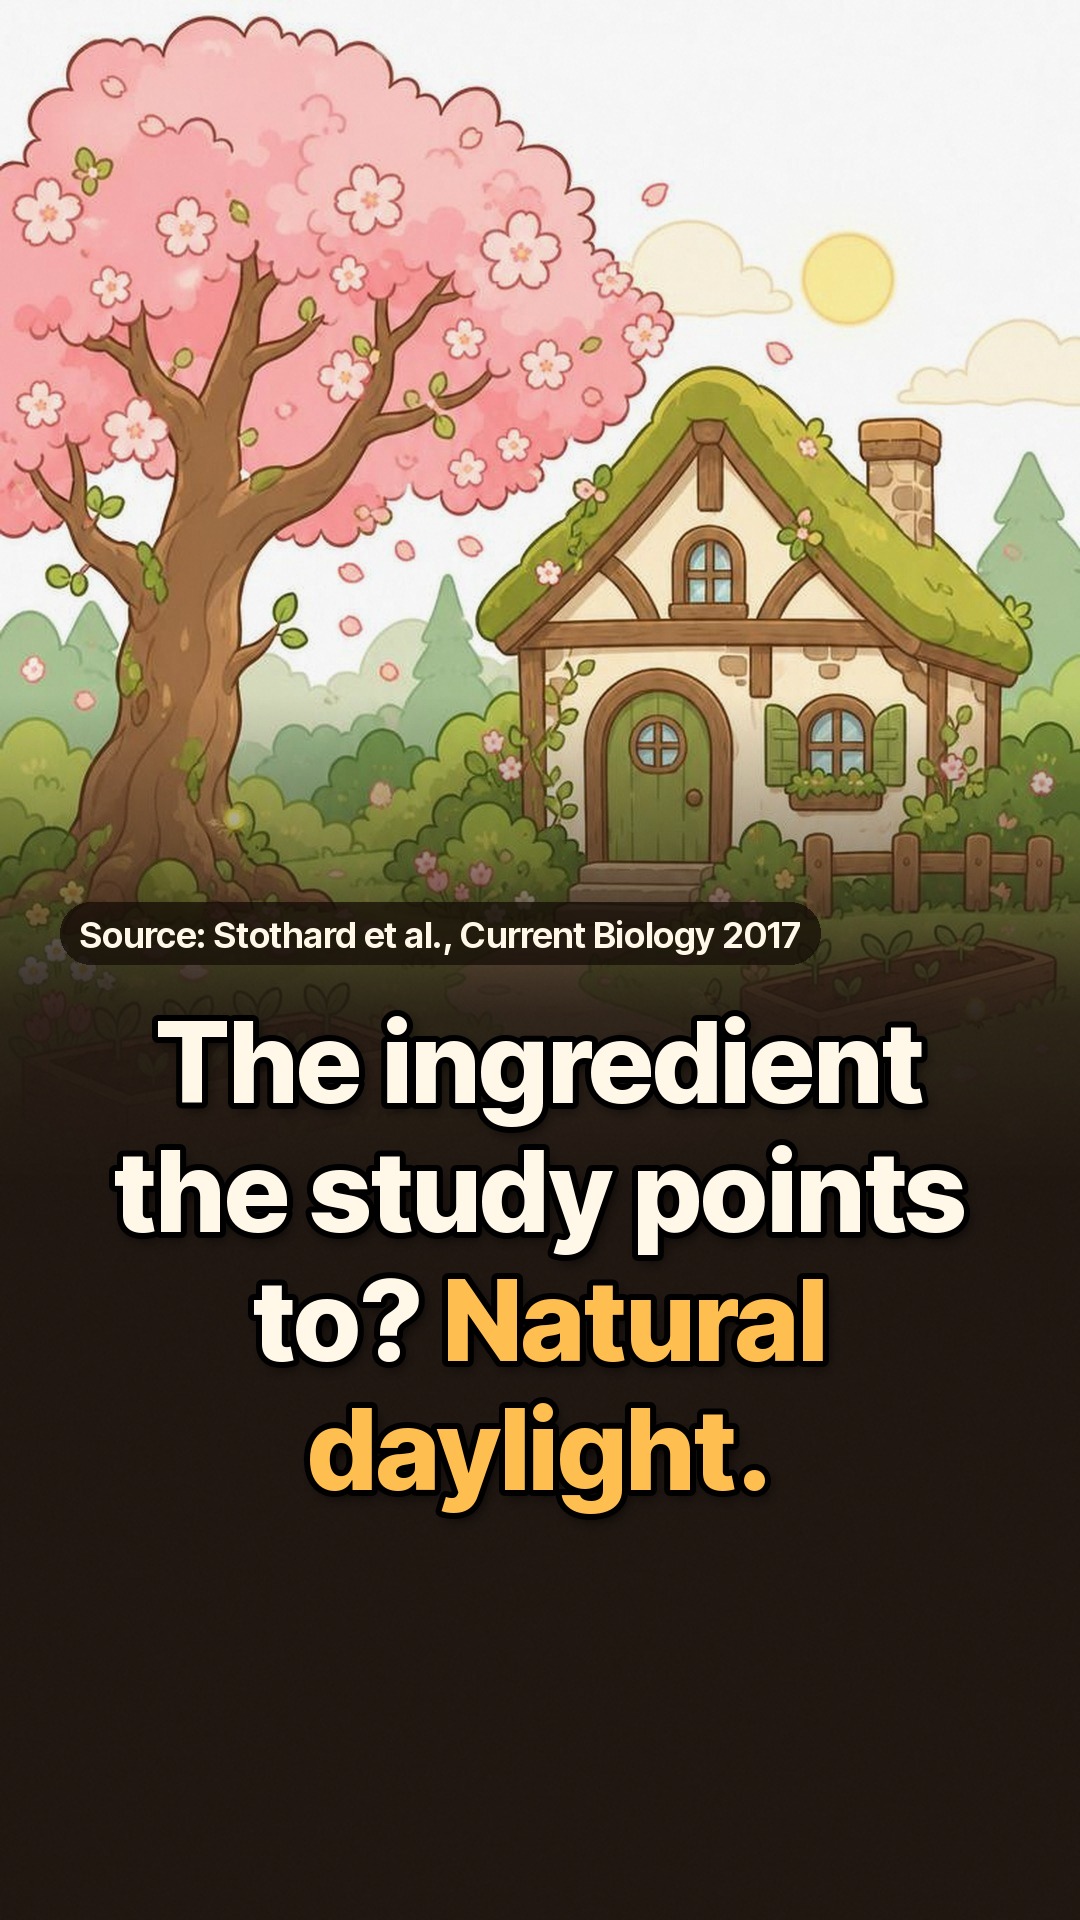 Source: Stothard et al., Current Biology 2017
The ingredient
the study points
to? Natural
daylight.